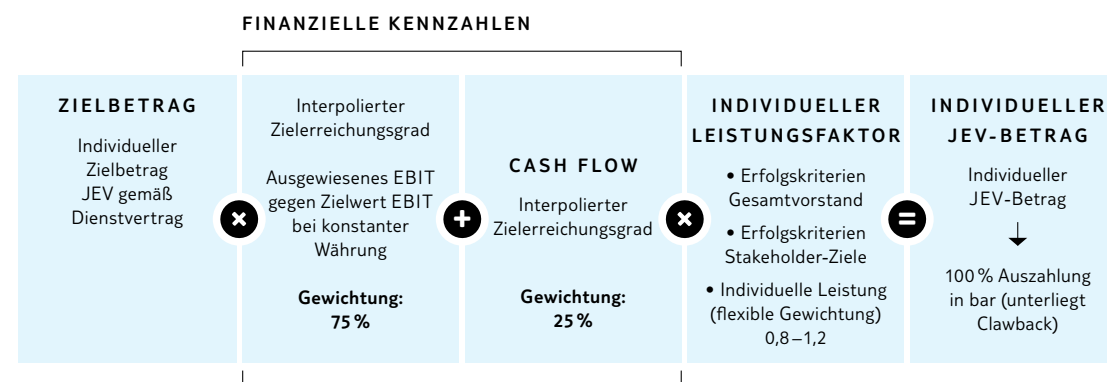 FINANZIELLE KENNZAHLEN
ZIELBETRAG
Individueller
Zielbetrag
JEV gemäß
Dienstvertrag
×
Interpolierter
Zielerreichungsgrad
Ausgewiesenes EBIT
gegen Zielwert EBIT
bei konstanter
Währung
Gewichtung:
75 %
+
CASH FLOW
Interpolierter
Zielerreichungsgrad
Gewichtung:
25 %
×
INDIVIDUELLER
LEISTUNGSFAKTOR
• Erfolgskriterien
Gesamtvorstand
• Erfolgskriterien
Stakeholder-Ziele
• Individuelle Leistung
(flexible Gewichtung)
0,8–1,2
=
INDIVIDUELLER
JEV-BETRAG
Individueller
JEV-Betrag
100 % Auszahlung
in bar (unterliegt
Clawback)